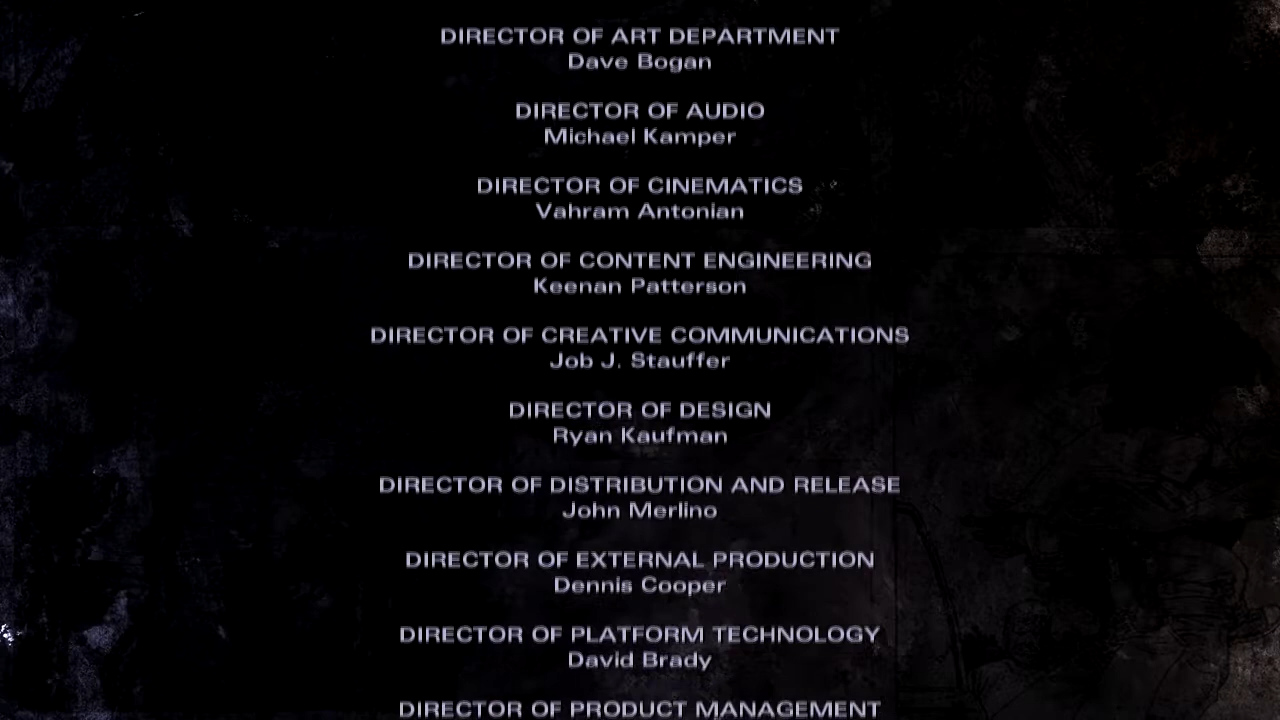 DIRECTOR OF ART DEPARTMENT
Dave Bogan
DIRECTOR OF AUDIO
Michael Kamper
DIRECTOR OF CINEMATICS
Vahram Antonian
DIRECTOR OF CONTENT ENGINEERING
Keenan Patterson
DIRECTOR OF CREATIVE COMMUNICATIONS
Job J. Stauffer
DIRECTOR OF DESIGN
Ryan Kaufman
DIRECTOR OF DISTRIBUTION AND RELEASE
John Merlino
DIRECTOR OF EXTERNAL PRODUCTION
Dennis Cooper
DIRECTOR OF PLATFORM TECHNOLOGY
David Brady
DIRECTOR OF PRODUCT MANAGEMENT